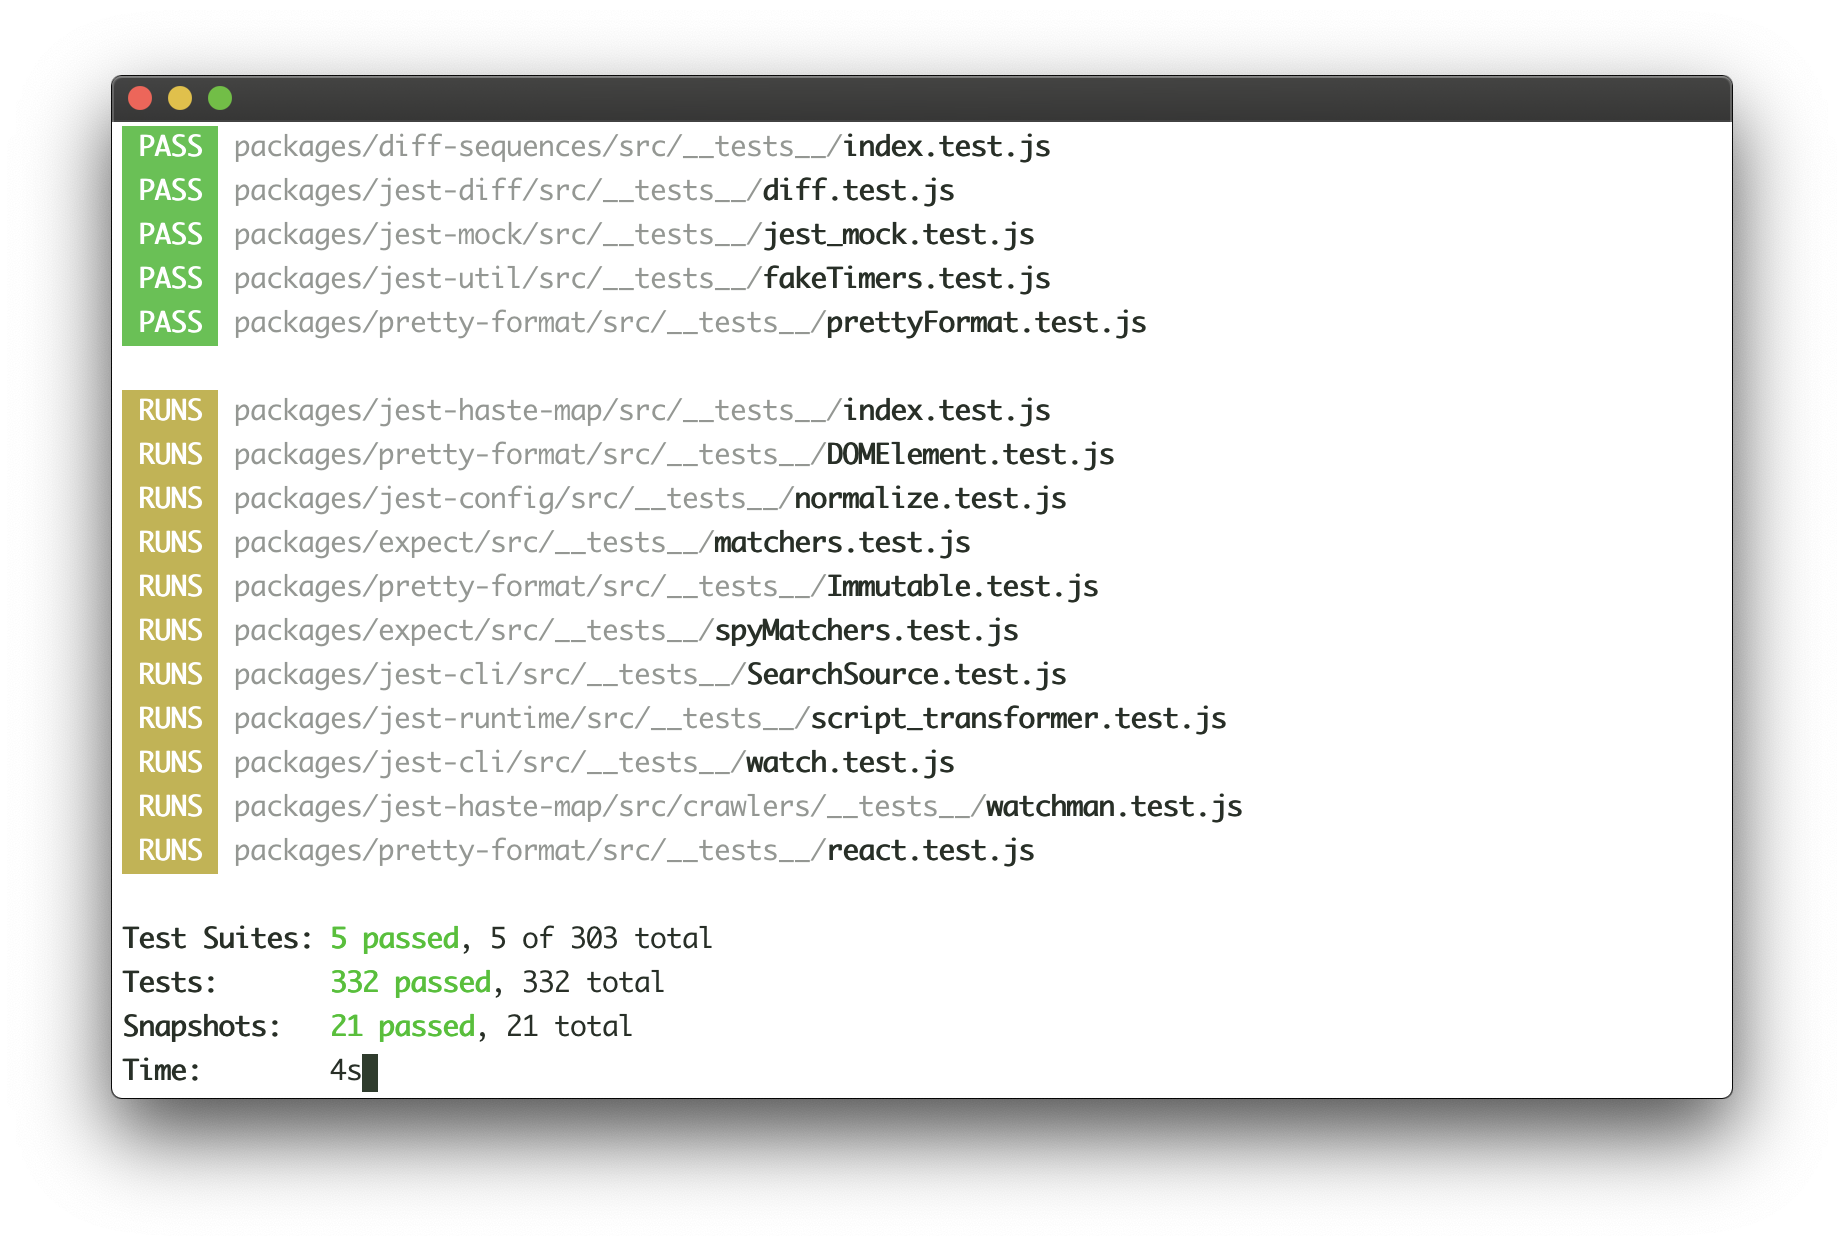 PASS packages/diff-sequences/src/__tests__/index.test.js
PASS packages/jest-diff/src/__tests__/diff.test.js
PASS packages/jest-mock/src/__tests__/jest_mock.test.js
PASS packages/jest-util/src/__tests__/fakeTimers.test.js
PASS packages/pretty-format/src/__tests__/prettyFormat.test.js
RUNS packages/jest-haste-map/src/__tests__/index.test.js
RUNS packages/pretty-format/src/__tests__/DOMElement.test.js
RUNS packages/jest-config/src/__tests__/normalize.test.js
RUNS packages/expect/src/__tests__/matchers.test.js
RUNS packages/pretty-format/src/__tests__/Immutable.test.js
RUNS packages/expect/src/__tests__/spyMatchers.test.js
RUNS packages/jest-cli/src/__tests__/SearchSource.test.js
RUNS packages/jest-runtime/src/__tests__/script_transformer.test.js
RUNS packages/jest-cli/src/__tests__/watch.test.js
RUNS packages/jest-haste-map/src/crawlers/__tests__/watchman.test.js
RUNS packages/pretty-format/src/__tests__/react.test.js
Test Suites: 5 passed, 5 of 303 total
Tests: 332 passed, 332 total
Snapshots: 21 passed, 21 total
Time: 4s